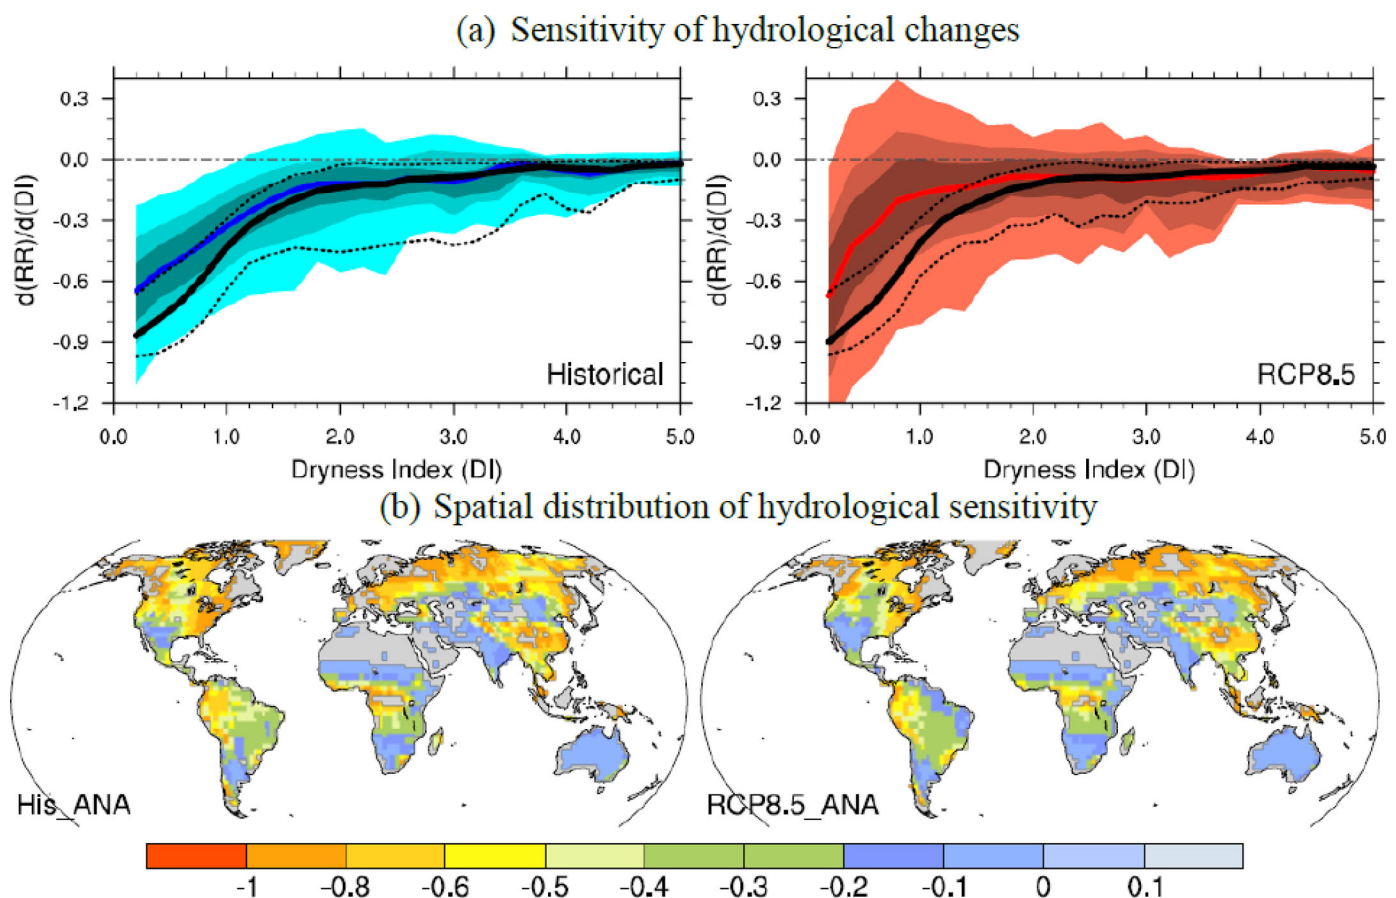 (a) Sensitivity of hydrological changes
0.3
0.0
-0.3
-0.6
-0.9
-1.2
d(RR)/d(DI)
Historical
0.0 1.0 2.0 3.0 4.0 5.0
Dryness Index (DI)
0.3
0.0
-0.3
-0.6
-0.9
-1.2
d(RR)/d(DI)
RCP8.5
0.0 1.0 2.0 3.0 4.0 5.0
Dryness Index (DI)
(b) Spatial distribution of hydrological sensitivity
His_ANA
RCP8.5_ANA
-1 -0.8 -0.6 -0.5 -0.4 -0.3 -0.2 -0.1 0 0.1